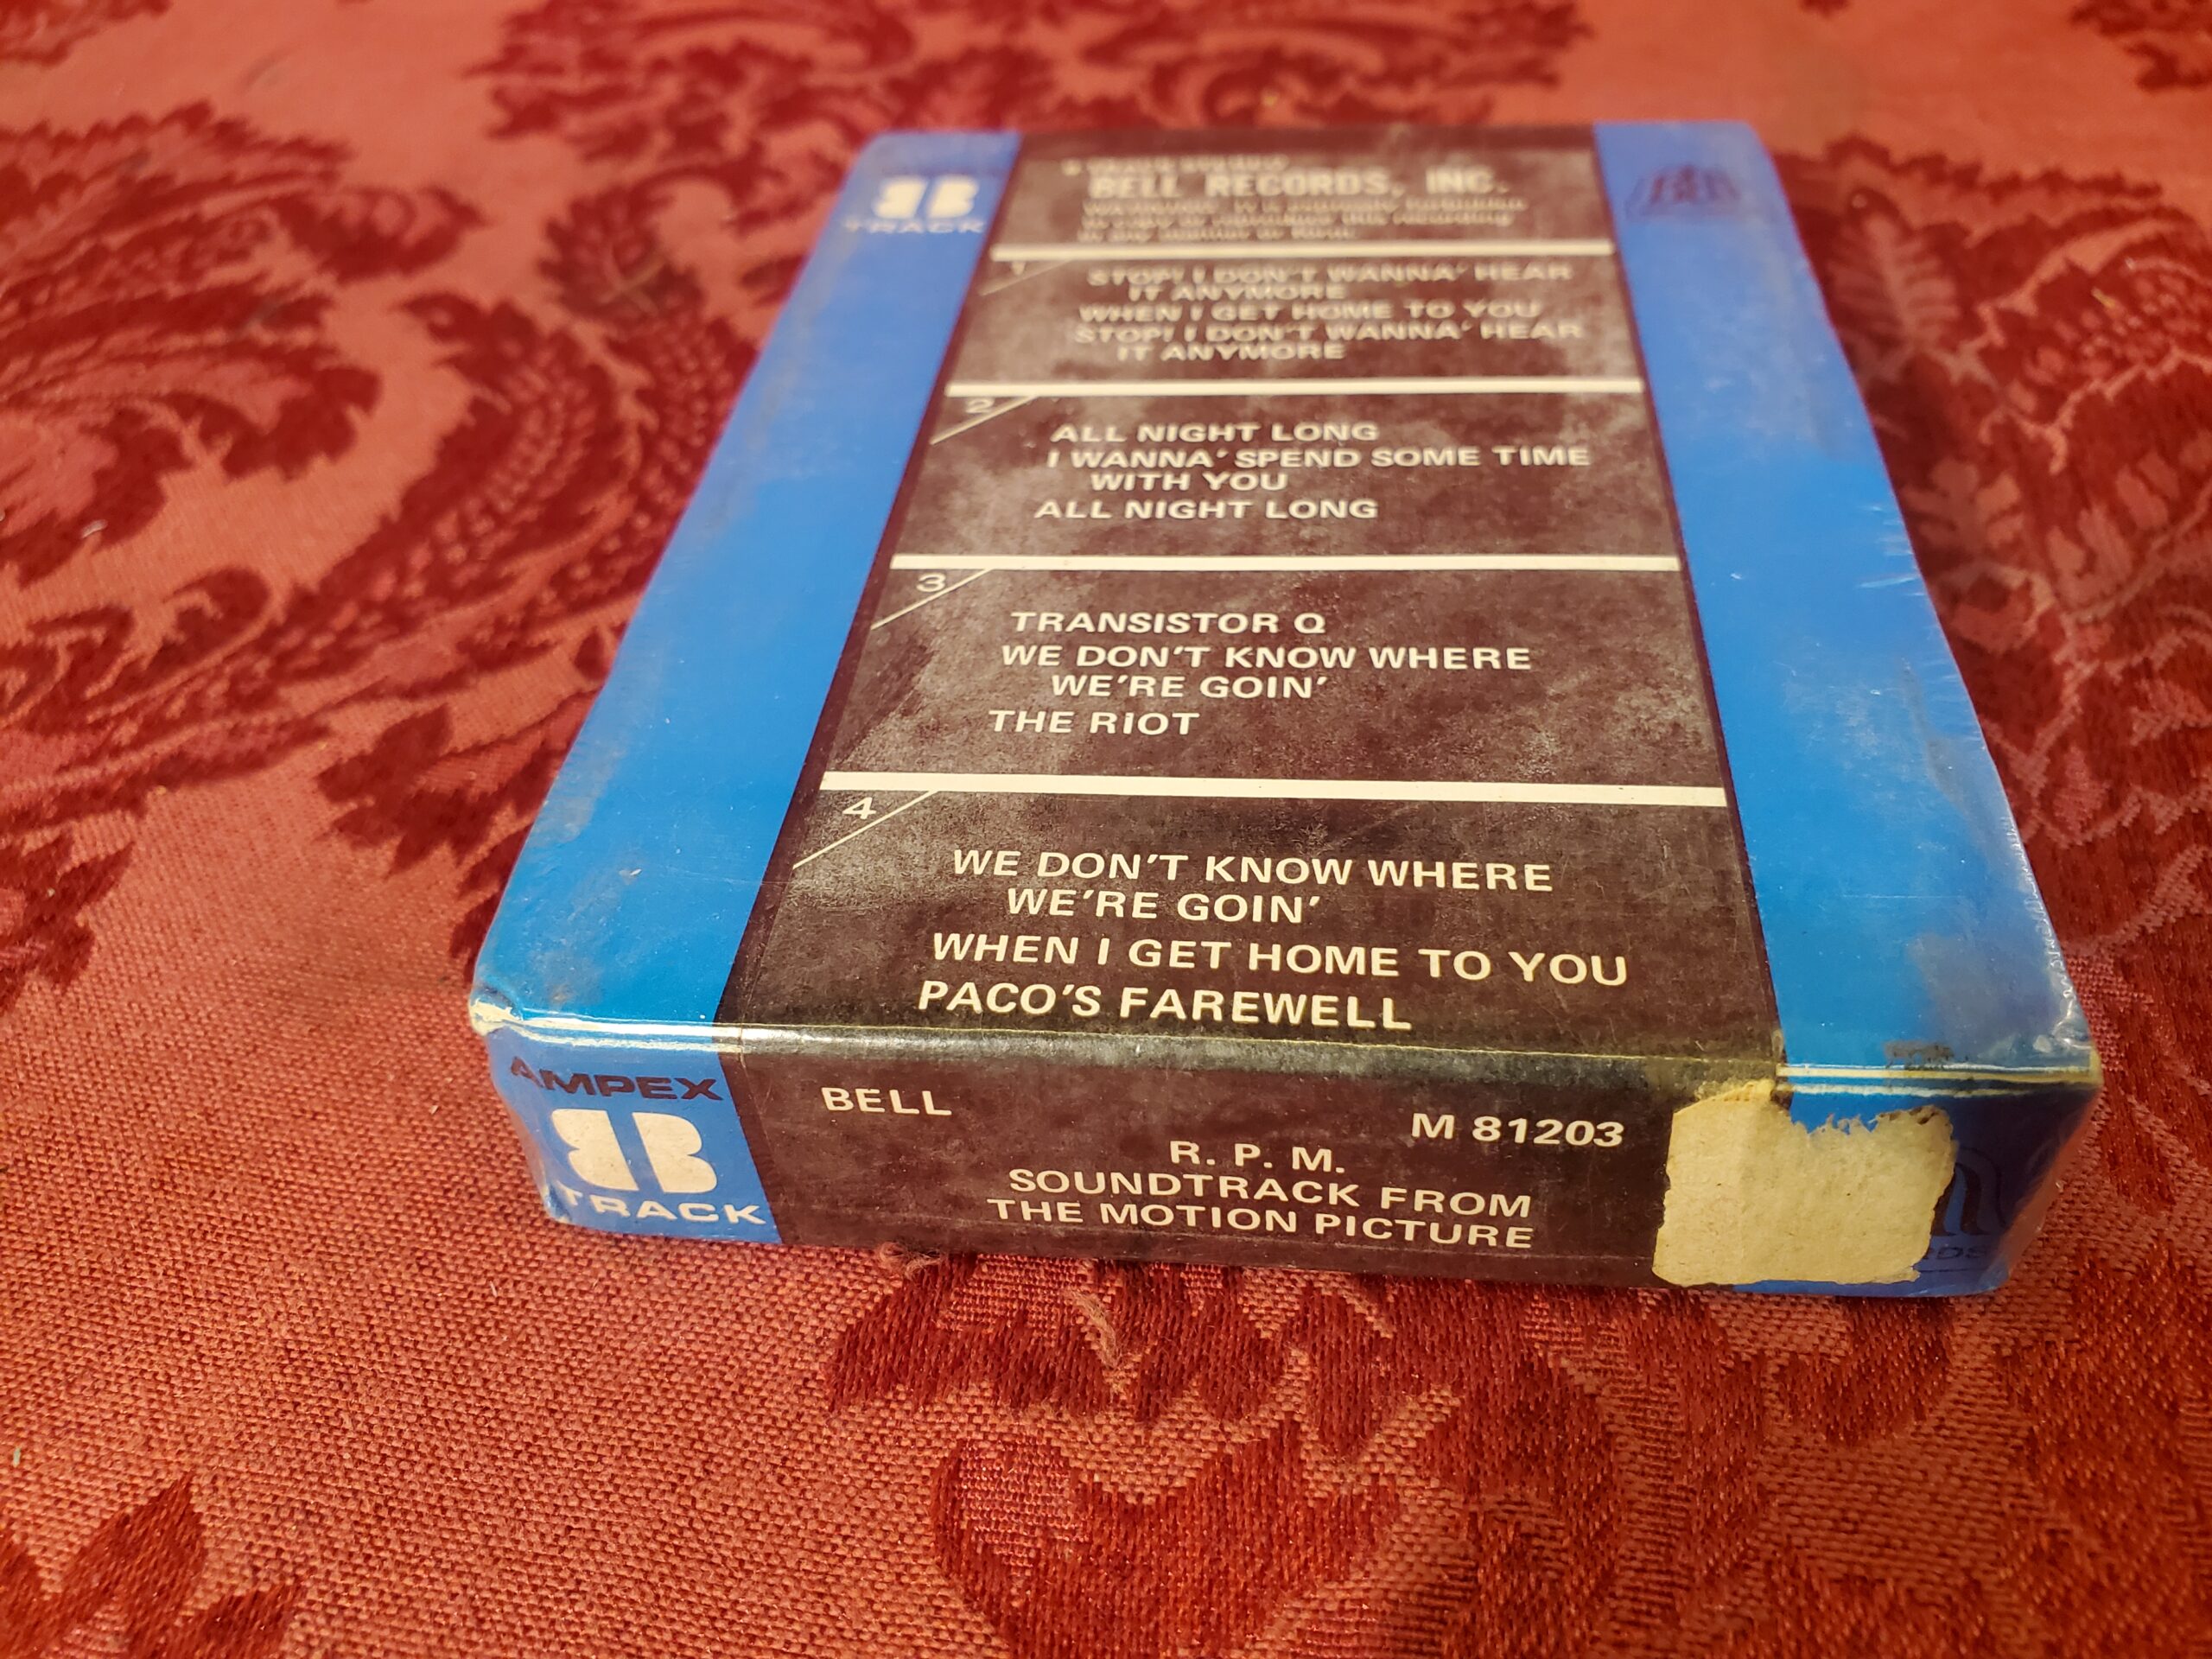 8
TRACK
BELL RECORDS, INC.
1
STOP! I DON'T WANNA' HEAR
IT ANYMORE
WHEN I GET HOME TO YOU
STOP! I DON'T WANNA' HEAR
IT ANYMORE
2
ALL NIGHT LONG
I WANNA' SPEND SOME TIME
WITH YOU
ALL NIGHT LONG
3
TRANSISTOR Q
WE DON'T KNOW WHERE
WE'RE GOIN'
THE RIOT
4
WE DON'T KNOW WHERE
WE'RE GOIN'
WHEN I GET HOME TO YOU
PACO'S FAREWELL
AMPEX
8
TRACK
BELL
M 81203
R. P. M.
SOUNDTRACK FROM
THE MOTION PICTURE